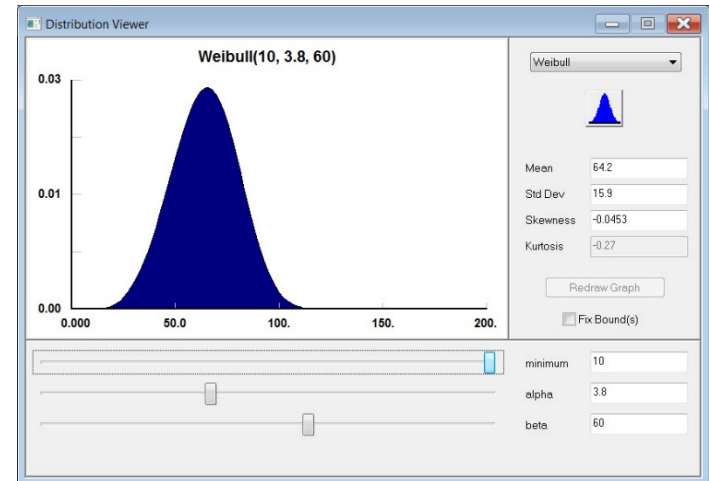 Distribution Viewer
Weibull(10, 3.8, 60)
0.03
0.01
0.00
0.000 50.0 100. 150. 200.
Weibull
Mean 64.2
Std Dev 15.9
Skewness -0.0453
Kurtosis -0.27
Redraw Graph
Fix Bound(s)
minimum 10
alpha 3.8
beta 60